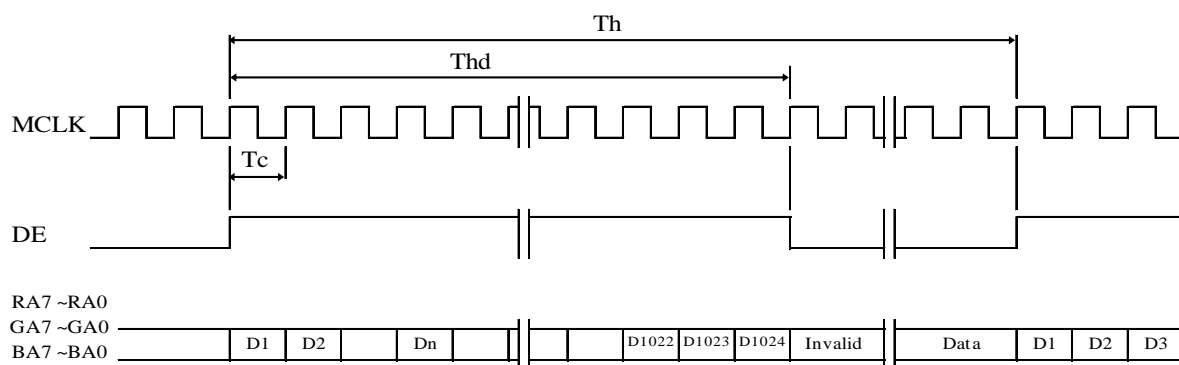 Th
Thd
MCLK
Tc
DE
RA7 ~RA0
GA7 ~GA0
BA7 ~BA0
D1 D2 Dn D1022 D1023 D1024 Invalid Data D1 D2 D3